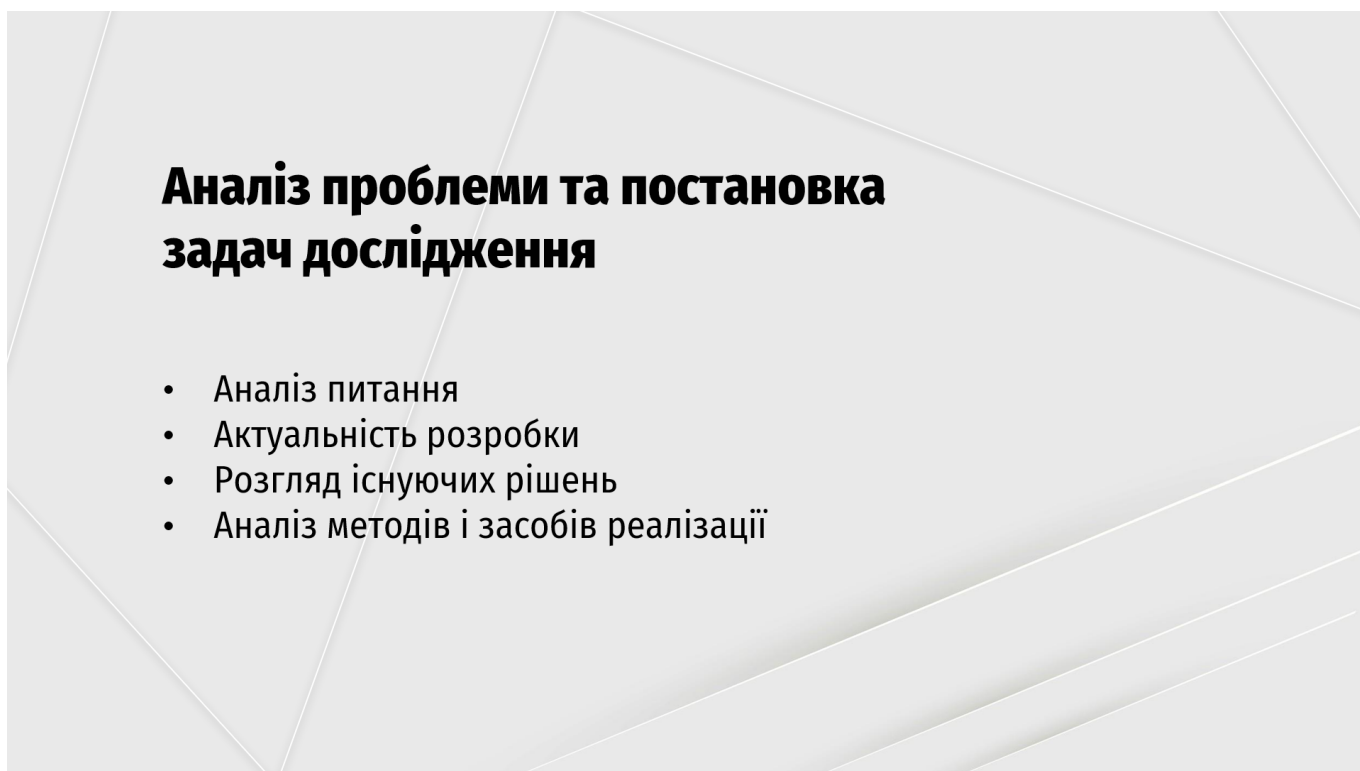 Аналіз проблеми та постановка
задач дослідження
• Аналіз питання
• Актуальність розробки
• Розгляд існуючих рішень
• Аналіз методів і засобів реалізації